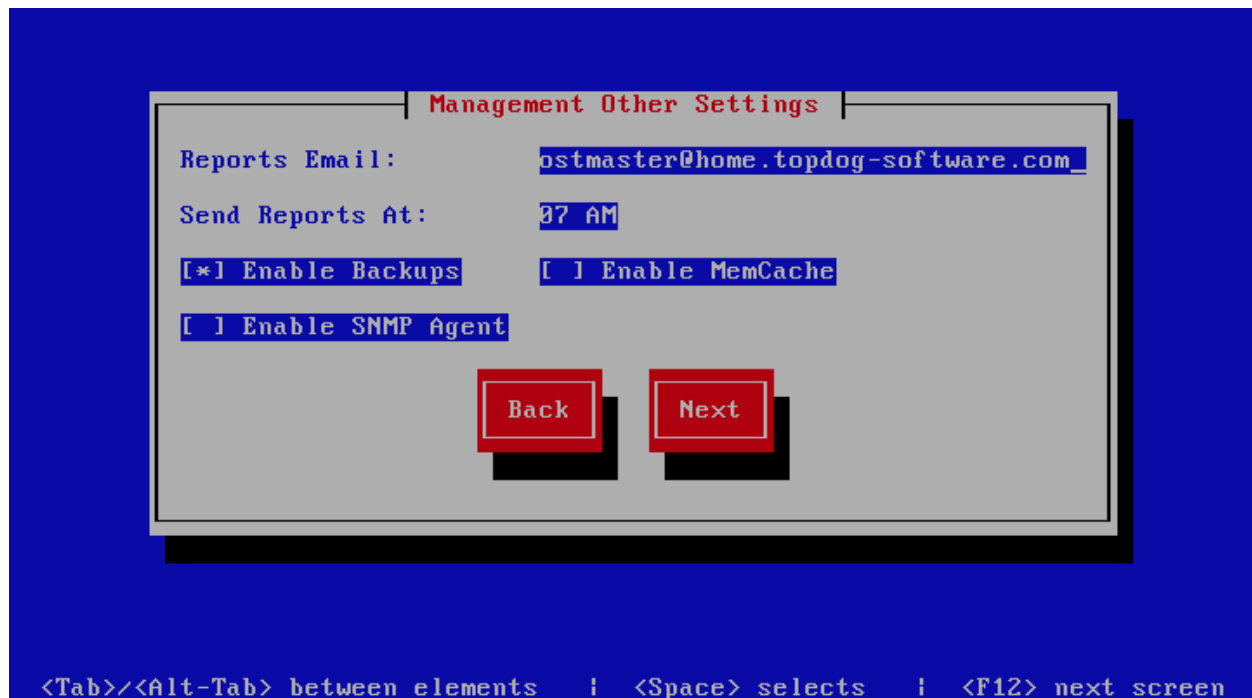 Management Other Settings
Reports Email: ostmaster@home.topdog-software.com_
Send Reports At: 07 AM
[*] Enable Backups [ ] Enable MemCache
[ ] Enable SNMP Agent
Back Next
<Tab>/<Alt-Tab> between elements | <Space> selects | <F12> next screen